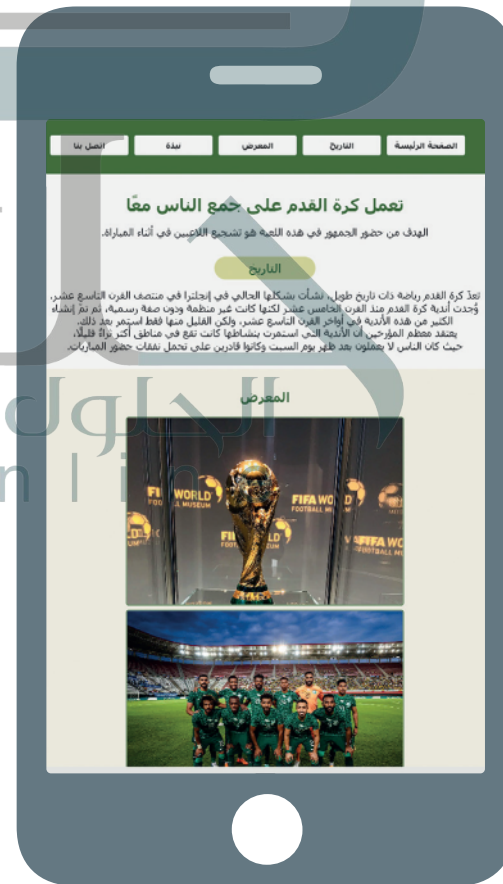 الصفحة الرئيسة
التاريخ
المعرض
نبذة
اتصل بنا
تعمل كرة القدم على جمع الناس معًا
الهدف من حضور الجمهور في هذه اللعبة هو تشجيع اللاعبين في أثناء المباراة.
التاريخ
تعدّ كرة القدم رياضة ذات تاريخ طويل، نشأت بشكلها الحالي في إنجلترا في منتصف القرن التاسع عشر.
وُجدت أندية كرة القدم منذ القرن الخامس عشر لكنها كانت غير منظمة ودون صفة رسمية، ثم تمّ إنشاء
الكثير من هذه الأندية في أواخر القرن التاسع عشر، ولكن القليل منها فقط استمر بعد ذلك.
يعتقد معظم المؤرخين أن الأندية التي استمرت بنشاطها كانت تقع في مناطق أكثر ثراءً قليلًا،
حيث كان الناس لا يعملون بعد ظهر يوم السبت وكانوا قادرين على تحمل نفقات حضور المباريات.
المعرض
FIFA WORLD
FOOTBALL MUSEUM
الحلول